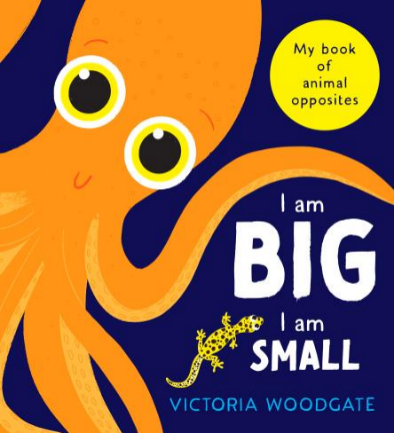 My book
of
animal
opposites
I am
BIG
I am
SMALL
VICTORIA WOODGATE